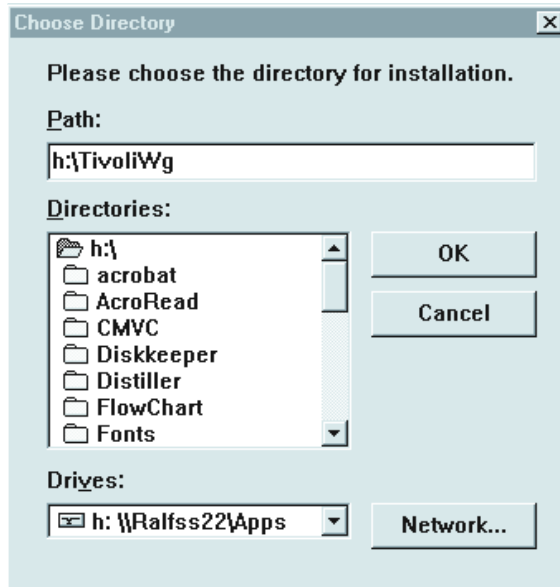 Choose Directory
Please choose the directory for installation.
Path:
h:\TivoliWg
Directories:
h:\
acrobat
AcroRead
CMVC
Diskkeeper
Distiller
FlowChart
Fonts
OK
Cancel
Drives:
h: \\Ralfss22\Apps
Network...